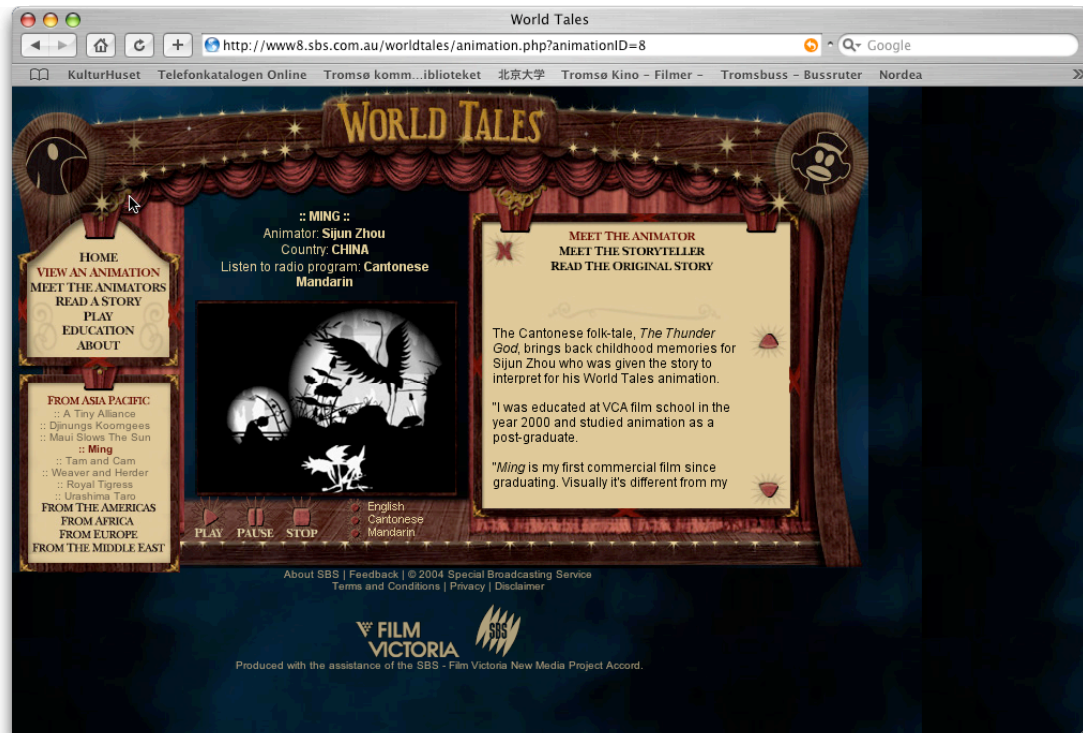 World Tales
http://www8.sbs.com.au/worldtales/animation.php?animationID=8
Google
KulturHuset Telefonkatalogen Online Tromsø komm...iblioteket 北京大学 Tromsø Kino – Filmer – Tromsbuss – Bussruter Nordea
WORLD TALES
HOME
VIEW AN ANIMATION
MEET THE ANIMATORS
READ A STORY
PLAY
EDUCATION
ABOUT
FROM ASIA PACIFIC
:: A Tiny Alliance
:: Djinungs Koorngees
:: Maui Slows The Sun
:: Ming
:: Tam and Cam
:: Weaver and Herder
:: Royal Tigress
:: Urashima Taro
FROM THE AMERICAS
FROM AFRICA
FROM EUROPE
FROM THE MIDDLE EAST
:: MING ::
Animator: Sijun Zhou
Country: CHINA
Listen to radio program: Cantonese
Mandarin
PLAY PAUSE STOP
English
Cantonese
Mandarin
MEET THE ANIMATOR
MEET THE STORYTELLER
READ THE ORIGINAL STORY
The Cantonese folk-tale, The Thunder
God, brings back childhood memories for
Sijun Zhou who was given the story to
interpret for his World Tales animation.
"I was educated at VCA film school in the
year 2000 and studied animation as a
post-graduate.
"Ming is my first commercial film since
graduating. Visually it's different from my
About SBS | Feedback | © 2004 Special Broadcasting Service
Terms and Conditions | Privacy | Disclaimer
FILM
VICTORIA
SBS
Produced with the assistance of the SBS - Film Victoria New Media Project Accord.